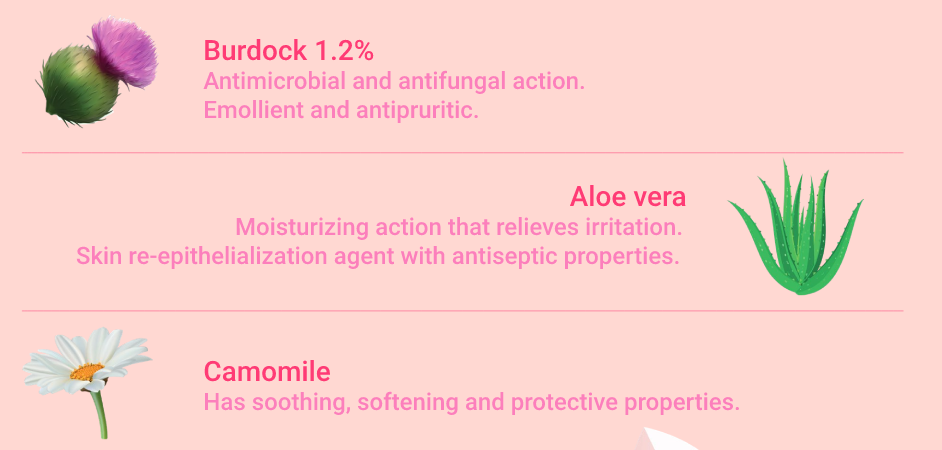 Burdock 1.2%
Antimicrobial and antifungal action.
Emollient and antipruritic.
Aloe vera
Moisturizing action that relieves irritation.
Skin re-epithelialization agent with antiseptic properties.
Camomile
Has soothing, softening and protective properties.